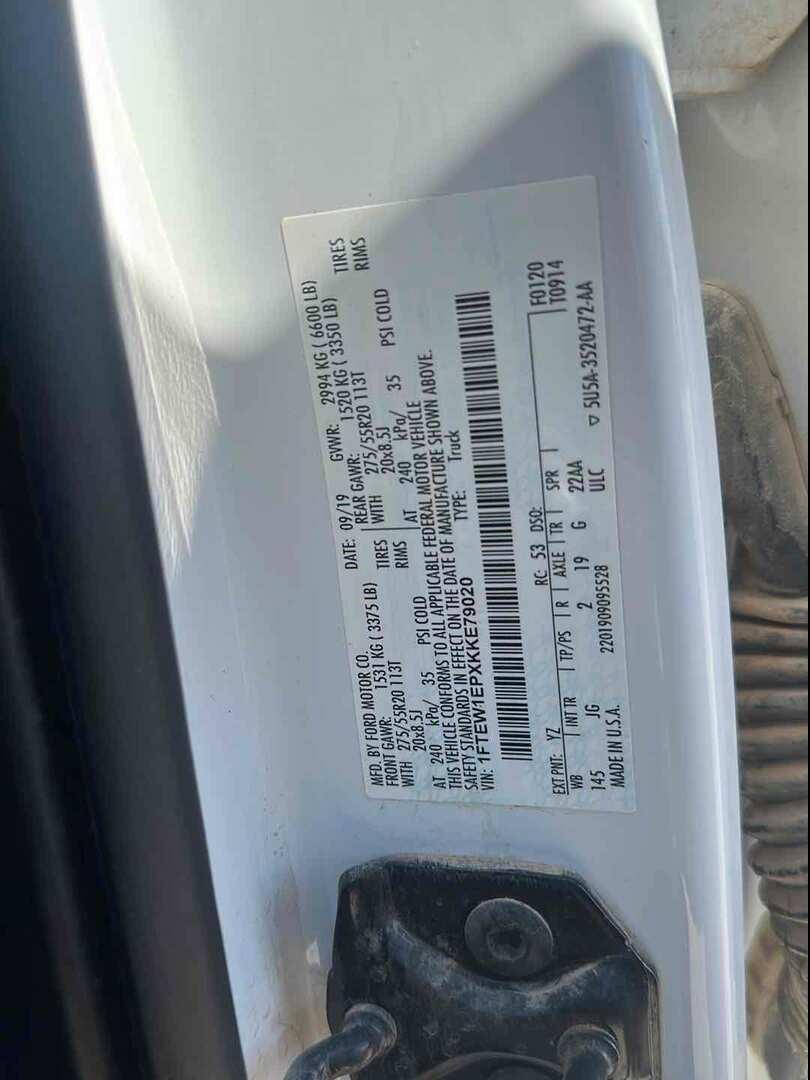 MFD. BY FORD MOTOR CO.
DATE: 09/19 GVWR: 2994 KG ( 6600 LB)
FRONT GAWR: 1531 KG ( 3375 LB) REAR GAWR: 1520 KG ( 3350 LB)
WITH 275/55R20 113T TIRES WITH 275/55R20 113T TIRES
20x8.5J RIMS 20x8.5J RIMS
AT 240 kPa/ 35 PSI COLD AT 240 kPa/ 35 PSI COLD
THIS VEHICLE CONFORMS TO ALL APPLICABLE FEDERAL MOTOR VEHICLE
SAFETY STANDARDS IN EFFECT ON THE DATE OF MANUFACTURE SHOWN ABOVE.
VIN: 1FTEW1EPXKKE79020 TYPE: Truck
F0120
T0914
EXT PNT: YZ RC: 53 DSO:
WB INT TR TP/PS R AXLE TR SPR
145 JG 2 19 G 22AA
MADE IN U.S.A. 2201909095528 ULC
▽ 5U5A-3520472-AA